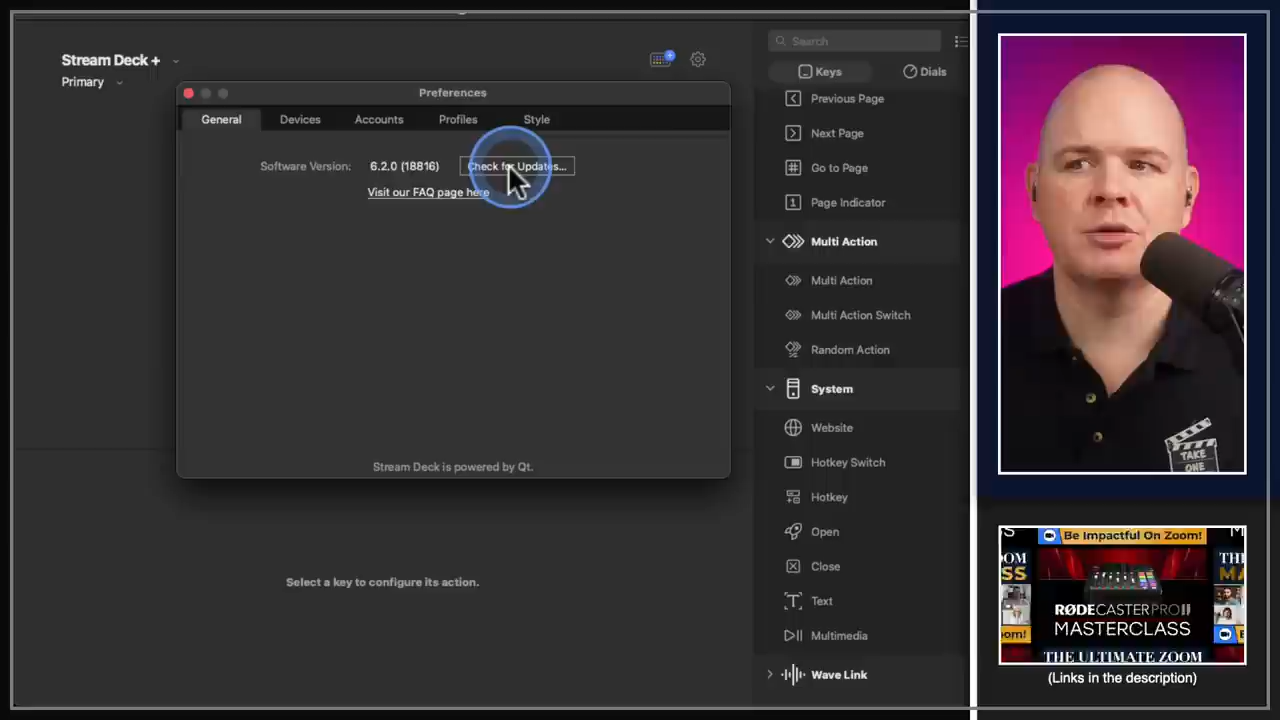 Stream Deck +
Primary
Preferences
General
Devices
Accounts
Profiles
Style
Software Version:
6.2.0 (18816)
Check for Updates...
Visit our FAQ page here
Stream Deck is powered by Qt.
Select a key to configure its action.
Search
Keys
Dials
Previous Page
Next Page
Go to Page
1
Page Indicator
Multi Action
Multi Action
Multi Action Switch
Random Action
System
Website
Hotkey Switch
Hotkey
Open
Close
Text
Multimedia
Wave Link
TAKE ONE
Be Impactful On Zoom!
RØDECASTER PRO II
MASTERCLASS
THE ULTIMATE ZOOM
(Links in the description)